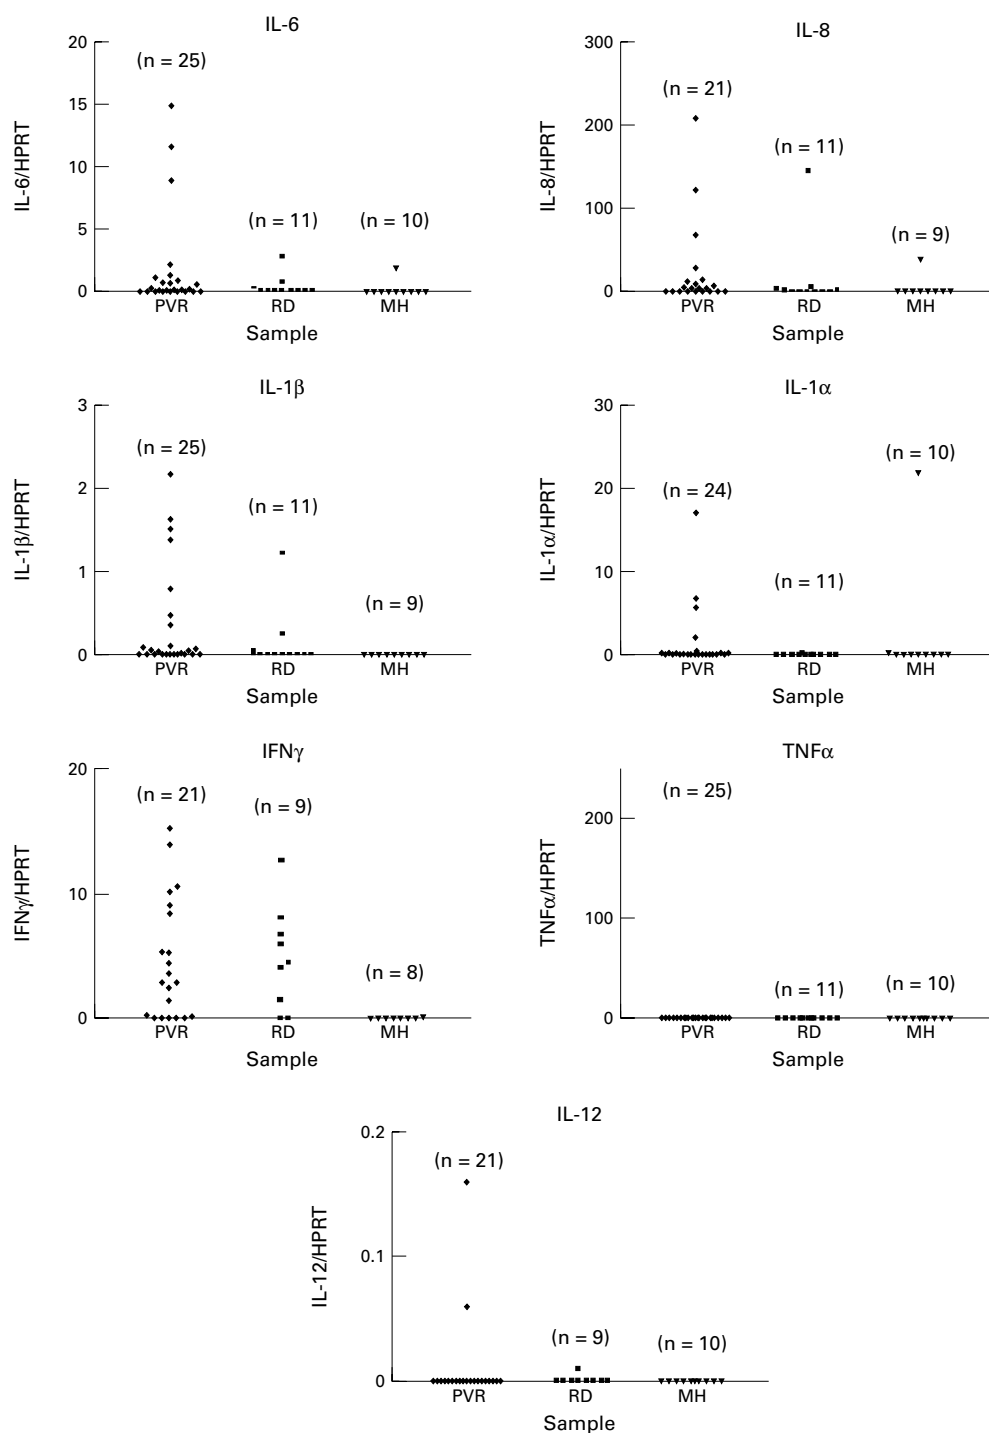 IL-6
20
15
10
5
0
IL-6/HPRT
(n = 25)
(n = 11)
(n = 10)
PVR RD MH
Sample
IL-8
300
200
100
0
IL-8/HPRT
(n = 21)
(n = 11)
(n = 9)
PVR RD MH
Sample
IL-1β
3
2
1
0
IL-1β/HPRT
(n = 25)
(n = 11)
(n = 9)
PVR RD MH
Sample
IL-1α
30
20
10
0
IL-1α/HPRT
(n = 24)
(n = 11)
(n = 10)
PVR RD MH
Sample
IFNγ
20
10
0
IFNγ/HPRT
(n = 21)
(n = 9)
(n = 8)
PVR RD MH
Sample
TNFα
200
100
0
TNFα/HPRT
(n = 25)
(n = 11)
(n = 10)
PVR RD MH
Sample
IL-12
0.2
0.1
0
IL-12/HPRT
(n = 21)
(n = 9)
(n = 10)
PVR RD MH
Sample